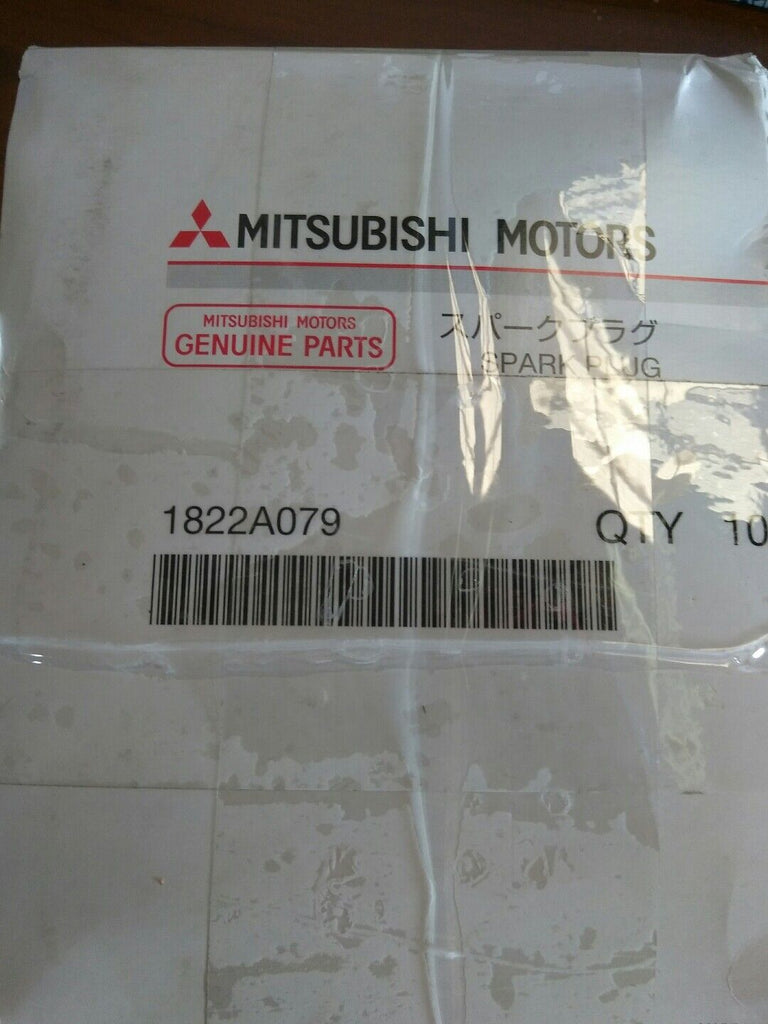 MITSUBISHI MOTORS
MITSUBISHI MOTORS
GENUINE PARTS
スパークプラグ
SPARK PLUG
1822A079
QTY 10